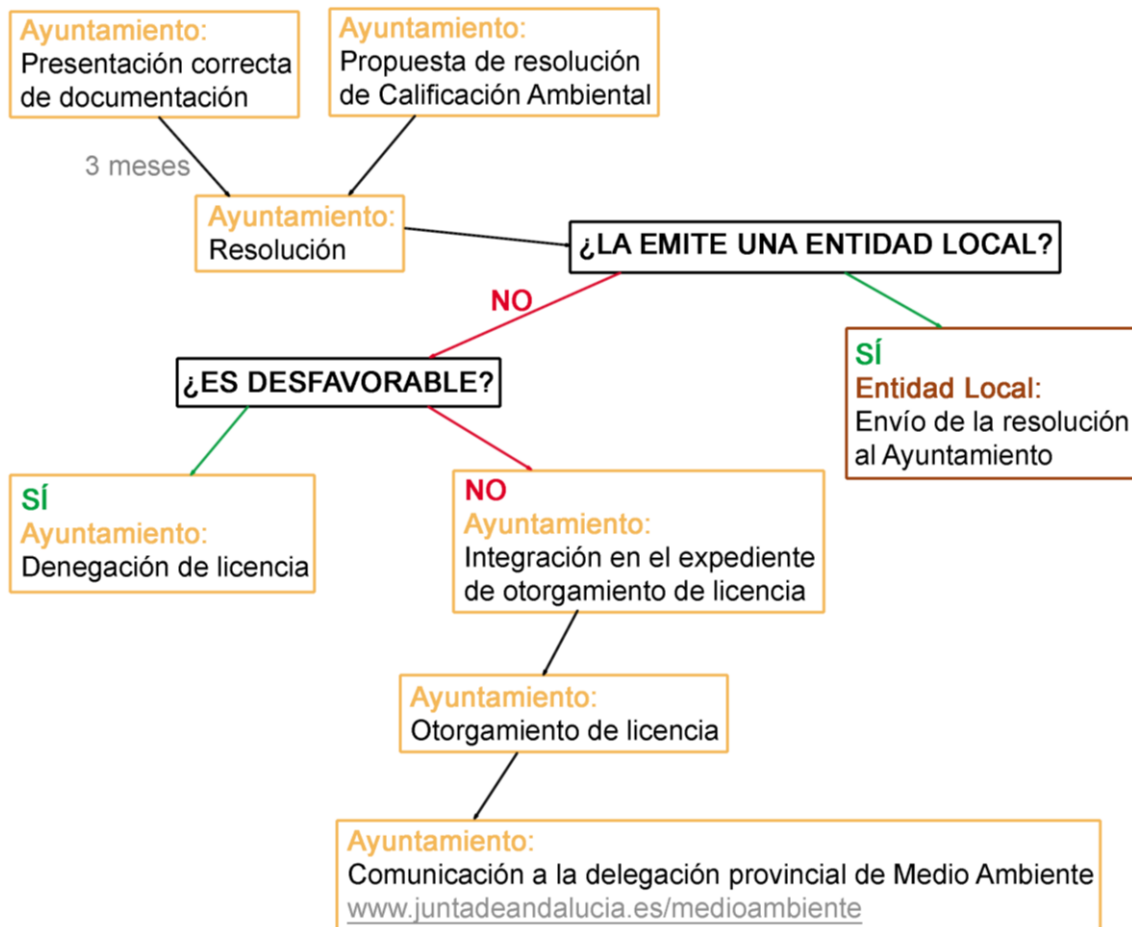 Ayuntamiento:
Presentación correcta
de documentación
Ayuntamiento:
Propuesta de resolución
de Calificación Ambiental
3 meses
Ayuntamiento:
Resolución
¿LA EMITE UNA ENTIDAD LOCAL?
NO
SÍ
Entidad Local:
Envío de la resolución
al Ayuntamiento
¿ES DESFAVORABLE?
SÍ
Ayuntamiento:
Denegación de licencia
NO
Ayuntamiento:
Integración en el expediente
de otorgamiento de licencia
Ayuntamiento:
Otorgamiento de licencia
Ayuntamiento:
Comunicación a la delegación provincial de Medio Ambiente
www.juntadeandalucia.es/medioambiente